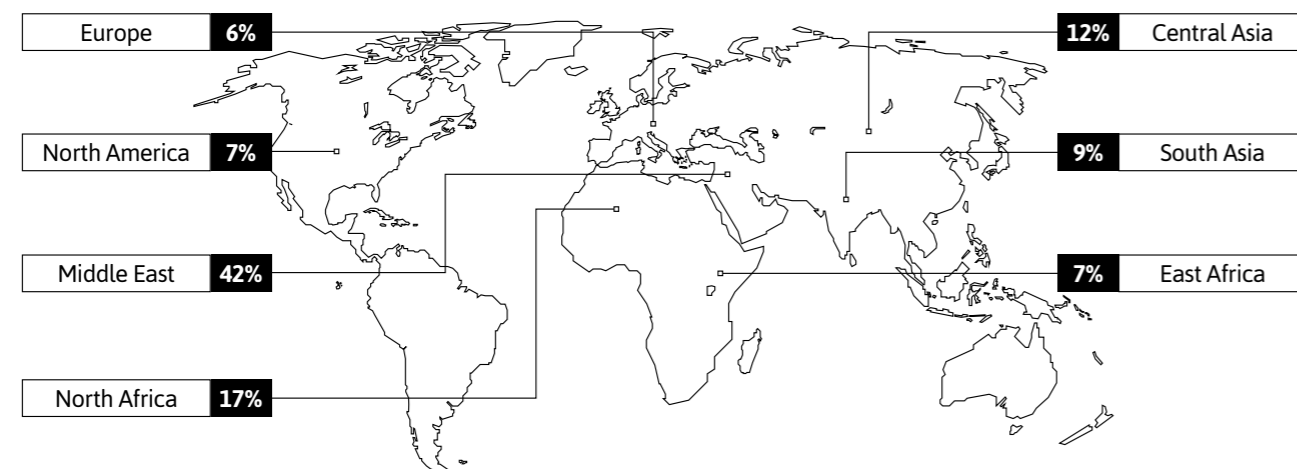 Europe 6%
12% Central Asia
North America 7%
9% South Asia
Middle East 42%
7% East Africa
North Africa 17%